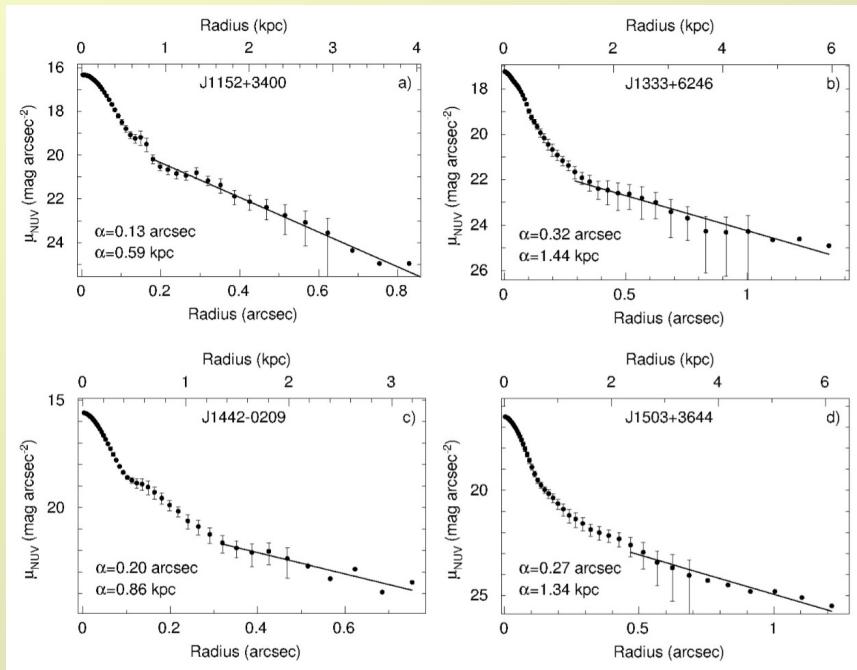 Radius (kpc)
0 1 2 3 4
J1152+3400 a)
16
18
20
22
24
μNUV (mag arcsec-2)
α=0.13 arcsec
α=0.59 kpc
0 0.2 0.4 0.6 0.8
Radius (arcsec)
Radius (kpc)
0 2 4 6
J1333+6246 b)
18
20
22
24
26
μNUV (mag arcsec-2)
α=0.32 arcsec
α=1.44 kpc
0 0.5 1
Radius (arcsec)
Radius (kpc)
0 1 2 3
J1442-0209 c)
15
20
μNUV (mag arcsec-2)
α=0.20 arcsec
α=0.86 kpc
0 0.2 0.4 0.6
Radius (arcsec)
Radius (kpc)
0 2 4 6
J1503+3644 d)
20
25
μNUV (mag arcsec-2)
α=0.27 arcsec
α=1.34 kpc
0 0.5 1
Radius (arcsec)